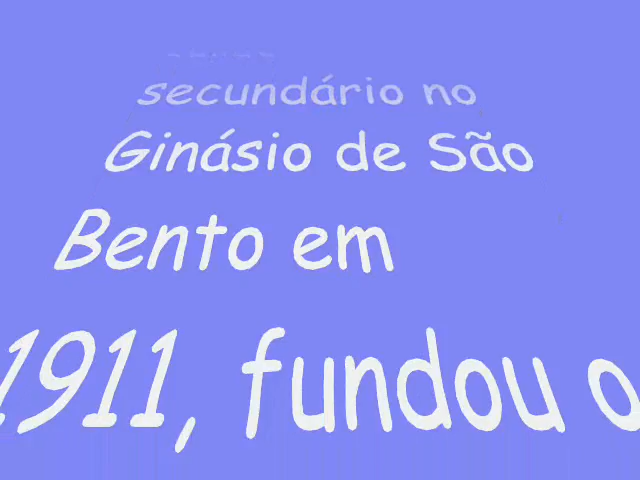 secundário no
Ginásio de São
Bento em
1911, fundou o